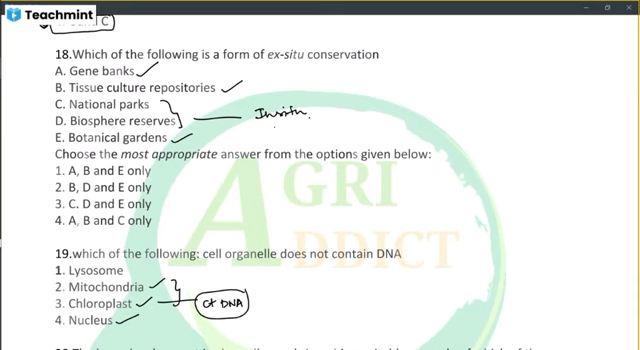 Teachmint
C
18.Which of the following is a form of ex-situ conservation
A. Gene banks
B. Tissue culture repositories
C. National parks
D. Biosphere reserves
Insitu.
E. Botanical gardens
Choose the most appropriate answer from the options given below:
1. A, B and E only
2. B, D and E only
3. C. D and E only
4. A, B and C only
AGRI
ADDICT
19.which of the following: cell organelle does not contain DNA
1. Lysosome
2. Mitochondria
3. Chloroplast
Ct DNA
4. Nucleus